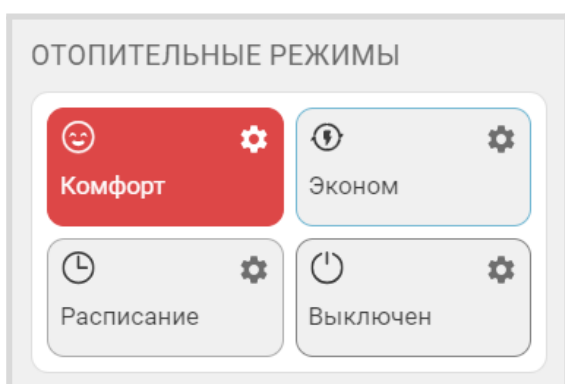 ОТОПИТЕЛЬНЫЕ РЕЖИМЫ
Комфорт
Эконом
Расписание
Выключен